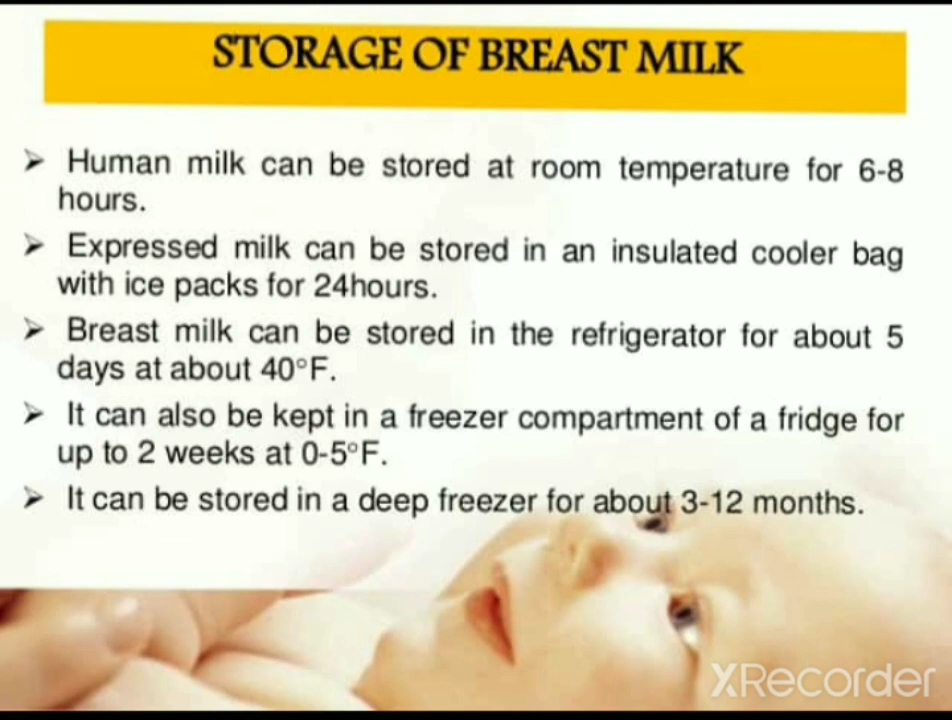 STORAGE OF BREAST MILK
➢ Human milk can be stored at room temperature for 6-8
hours.
➢ Expressed milk can be stored in an insulated cooler bag
with ice packs for 24hours.
➢ Breast milk can be stored in the refrigerator for about 5
days at about 40°F.
➢ It can also be kept in a freezer compartment of a fridge for
up to 2 weeks at 0-5°F.
➢ It can be stored in a deep freezer for about 3-12 months.
XRecorder